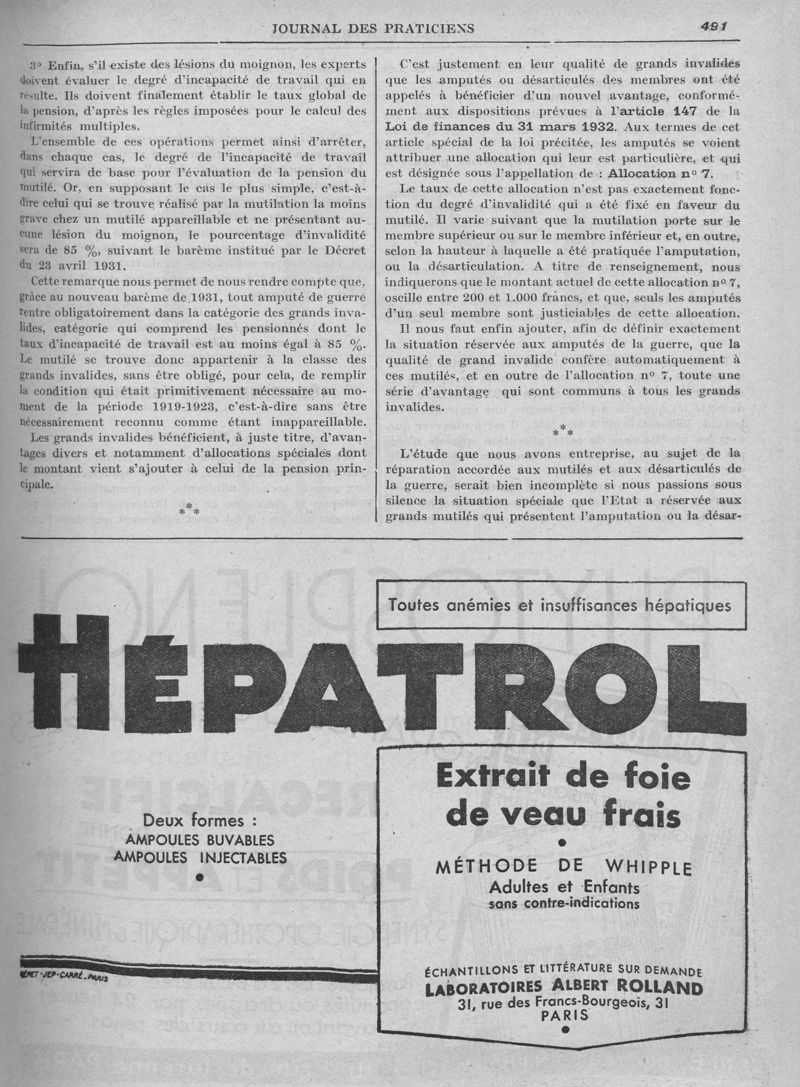 JOURNAL DES PRATICIENS
491
3º Enfin, s'il existe des lésions du moignon, les experts
doivent évaluer le degré d'incapacité de travail qui en
résulte. Ils doivent finalement établir le taux global de
la pension, d'après les règles imposées pour le calcul des
infirmités multiples.
L'ensemble de ces opérations permet ainsi d'arrêter,
dans chaque cas, le degré de l'incapacité de travail
qui servira de base pour l'évaluation de la pension du
mutilé. Or, en supposant le cas le plus simple, c'est-à-
dire celui qui se trouve réalisé par la mutilation la moins
grave chez un mutilé appareillable et ne présentant au-
cune lésion du moignon, le pourcentage d'invalidité
sera de 85 %, suivant le barème institué par le Décret
du 23 avril 1931.
Cette remarque nous permet de nous rendre compte que,
grâce au nouveau barème de 1931, tout amputé de guerre
rentre obligatoirement dans la catégorie des grands inva-
lides, catégorie qui comprend les pensionnés dont le
taux d'incapacité de travail est au moins égal à 85 %.
Le mutilé se trouve donc appartenir à la classe des
grands invalides, sans être obligé, pour cela, de remplir
la condition qui était primitivement nécessaire au mo-
ment de la période 1919-1923, c'est-à-dire sans être
nécessairement reconnu comme étant inappareillable.
Les grands invalides bénéficient, à juste titre, d'avan-
tages divers et notamment d'allocations spéciales dont
le montant vient s'ajouter à celui de la pension prin-
cipale.
***
C'est justement en leur qualité de grands invalides
que les amputés ou désarticulés des membres ont été
appelés à bénéficier d'un nouvel avantage, conformé-
ment aux dispositions prévues à l'article 147 de la
Loi de finances du 31 mars 1932. Aux termes de cet
article spécial de la loi précitée, les amputés se voient
attribuer une allocation qui leur est particulière, et qui
est désignée sous l'appellation de : Allocation nº 7.
Le taux de cette allocation n'est pas exactement fonc-
tion du degré d'invalidité qui a été fixé en faveur du
mutilé. Il varie suivant que la mutilation porte sur le
membre supérieur ou sur le membre inférieur et, en outre,
selon la hauteur à laquelle a été pratiquée l'amputation,
ou la désarticulation. A titre de renseignement, nous
indiquerons que le montant actuel de cette allocation nº 7,
oscille entre 200 et 1.000 francs, et que, seuls les amputés
d'un seul membre sont justiciables de cette allocation.
Il nous faut enfin ajouter, afin de définir exactement
la situation réservée aux amputés de la guerre, que la
qualité de grand invalide confère automatiquement à
ces mutilés, et en outre de l'allocation nº 7, toute une
série d'avantage qui sont communs à tous les grands
invalides.
***
L'étude que nous avons entreprise, au sujet de la
réparation accordée aux mutilés et aux désarticulés de
la guerre, serait bien incomplète si nous passions sous
silence la situation spéciale que l'Etat a réservée aux
grands mutilés qui présentent l'amputation ou la désar-
Toutes anémies et insuffisances hépatiques
HÉPATROL
Deux formes :
AMPOULES BUVABLES
AMPOULES INJECTABLES
Extrait de foie
de veau frais
MÉTHODE DE WHIPPLE
Adultes et Enfants
sans contre-indications
ÉCHANTILLONS ET LITTÉRATURE SUR DEMANDE
LABORATOIRES ALBERT ROLLAND
31, rue des Francs-Bourgeois, 31
PARIS
-JEP-CARRÉ.PARIS